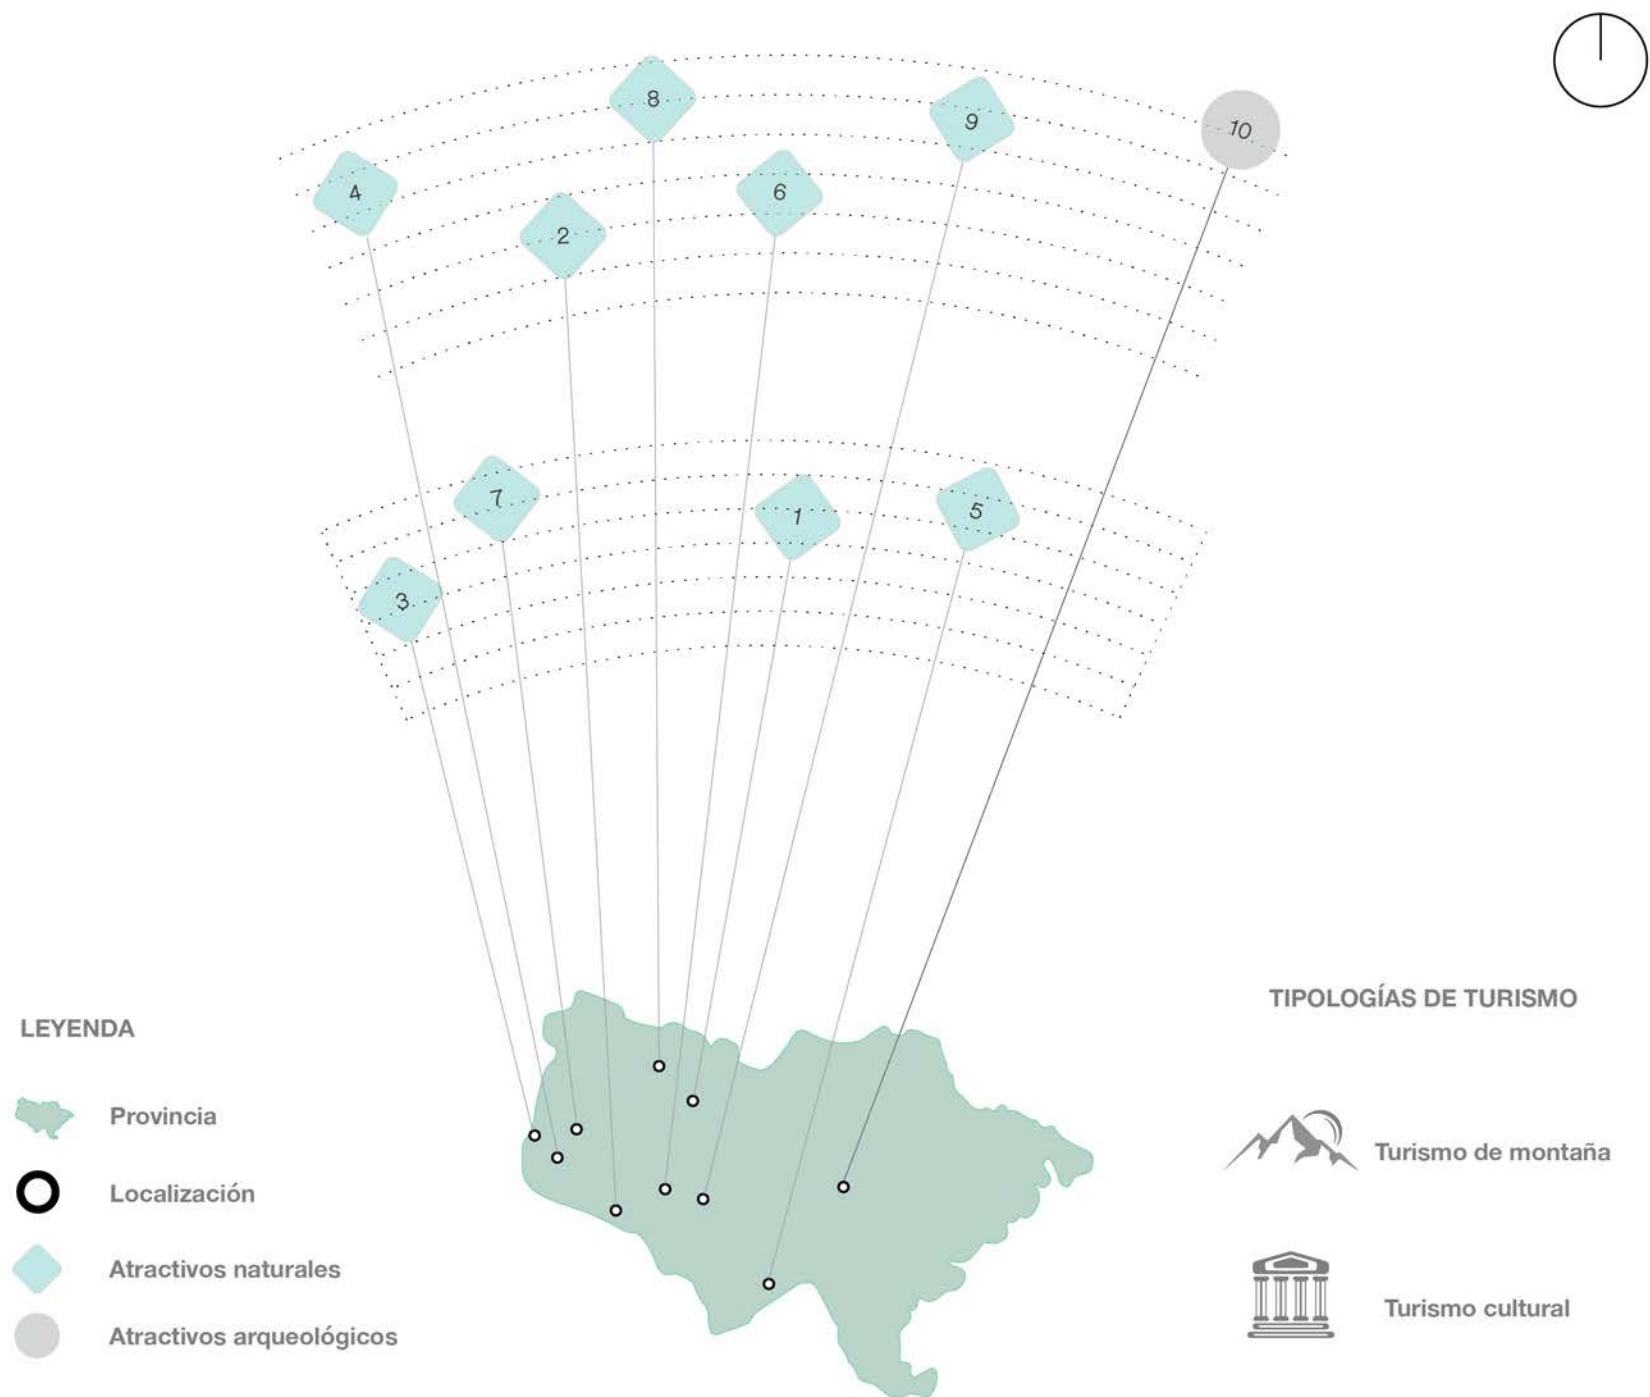 8
9
10
4
6
2
7
1
5
3
TIPOLOGÍAS DE TURISMO
LEYENDA
Provincia
Turismo de montaña
Localización
Atractivos naturales
Turismo cultural
Atractivos arqueológicos